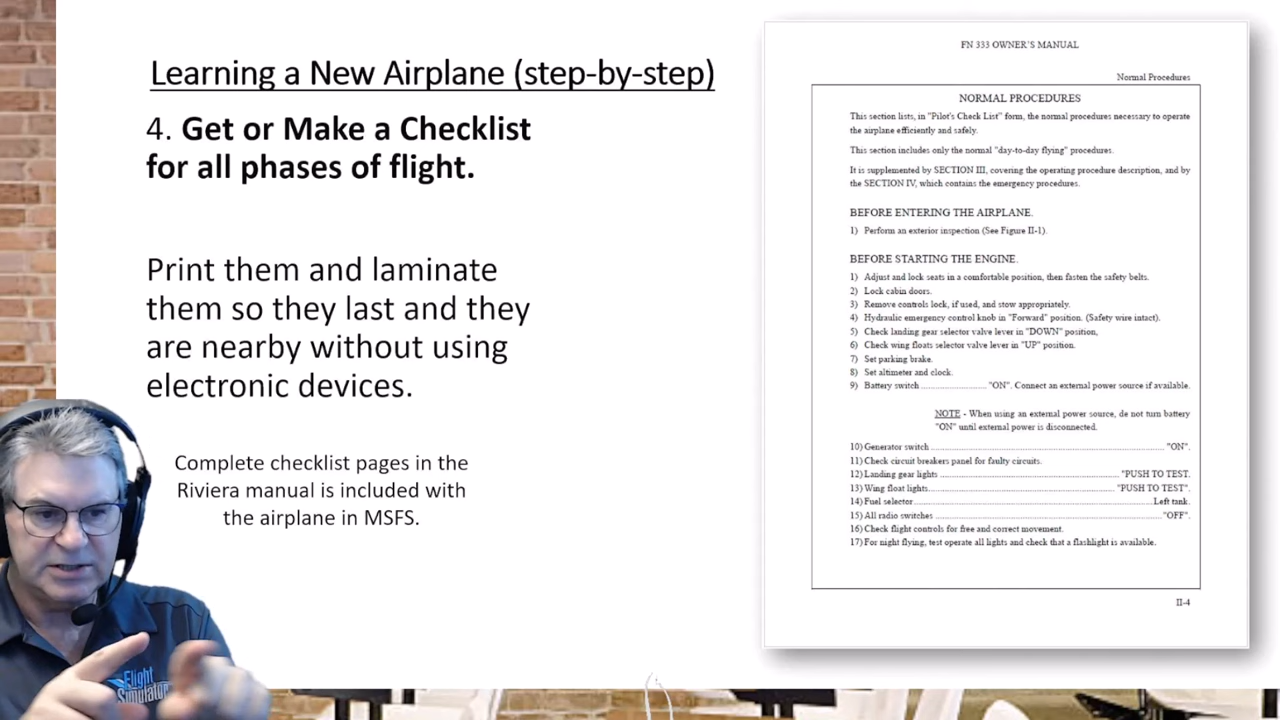 Learning a New Airplane (step-by-step)
4. Get or Make a Checklist
for all phases of flight.
Print them and laminate
them so they last and they
are nearby without using
electronic devices.
Complete checklist pages in the
Riviera manual is included with
the airplane in MSFS.
FN 333 OWNER'S MANUAL
Normal Procedures
NORMAL PROCEDURES
This section lists, in "Pilot's Check List" form, the normal procedures necessary to operate
the airplane efficiently and safely.
This section includes only the normal "day-to-day flying" procedures.
It is supplemented by SECTION III, covering the operating procedure description, and by
the SECTION IV, which contains the emergency procedures.
BEFORE ENTERING THE AIRPLANE.
1) Perform an exterior inspection (See Figure II-1).
BEFORE STARTING THE ENGINE.
1) Adjust and lock seats in a comfortable position, then fasten the safety belts.
2) Lock cabin doors.
3) Remove controls lock, if used, and stow appropriately.
4) Hydraulic emergency control knob in "Forward" position. (Safety wire intact).
5) Check landing gear selector valve lever in "DOWN" position,
6) Check wing floats selector valve lever in "UP" position.
7) Set parking brake.
8) Set altimeter and clock.
9) Battery switch ........................ "ON". Connect an external power source if available.
NOTE - When using an external power source, de not turn battery
"ON" until external power is disconnected.
10) Generator switch ........................ "ON".
11) Check circuit breakers panel for faulty circuits.
12) Landing gear lights ........................ "PUSH TO TEST.
13) Wing float lights........................ "PUSH TO TEST".
14) Fuel selector........................ Left tank.
15) All radio switches ........................ "OFF".
16) Check flight controls for free and correct movement.
17) For night flying, test operate all lights and check that a flashlight is available.
II-4
Flight
Simulator